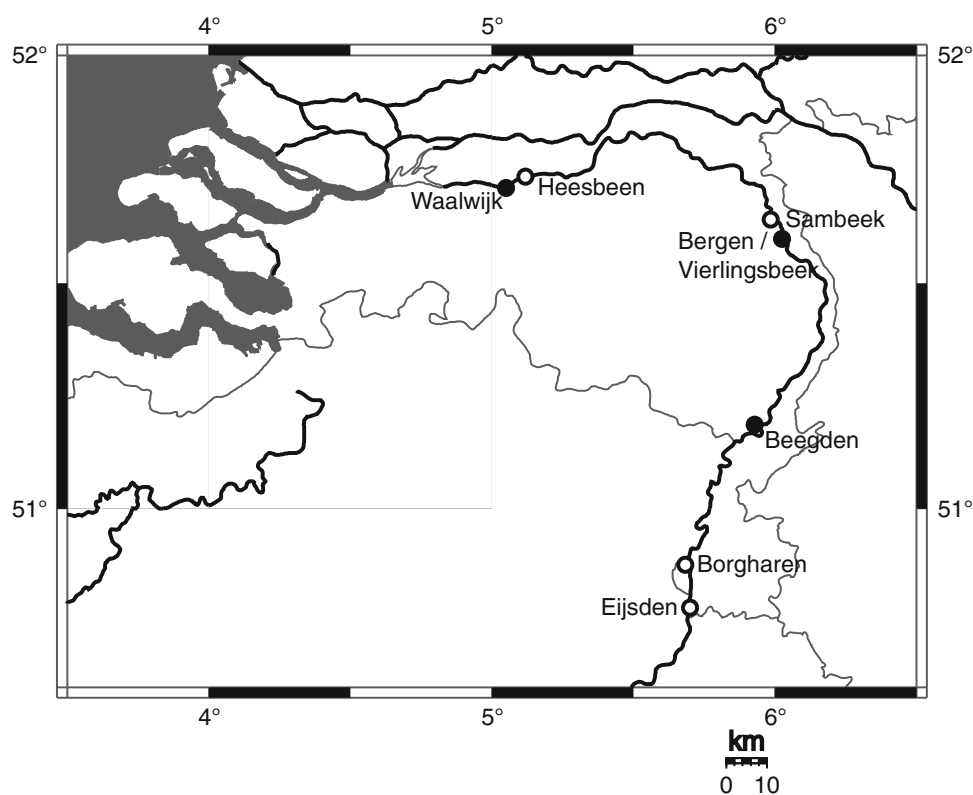 4° 5° 6°
52° 52°
Heesbeen
Waalwijk
Sambeek
Bergen /
Vierlingsbeek
Beegden
51° 51°
Borgharen
Eijsden
4° 5° 6°
km
0 10